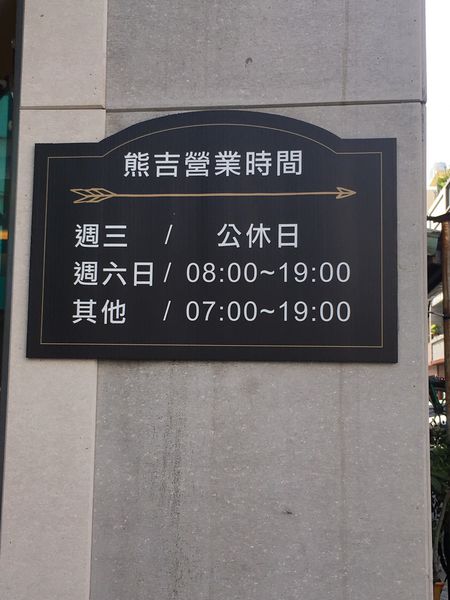 熊吉營業時間
週三 / 公休日
週六日 / 08:00~19:00
其他 / 07:00~19:00